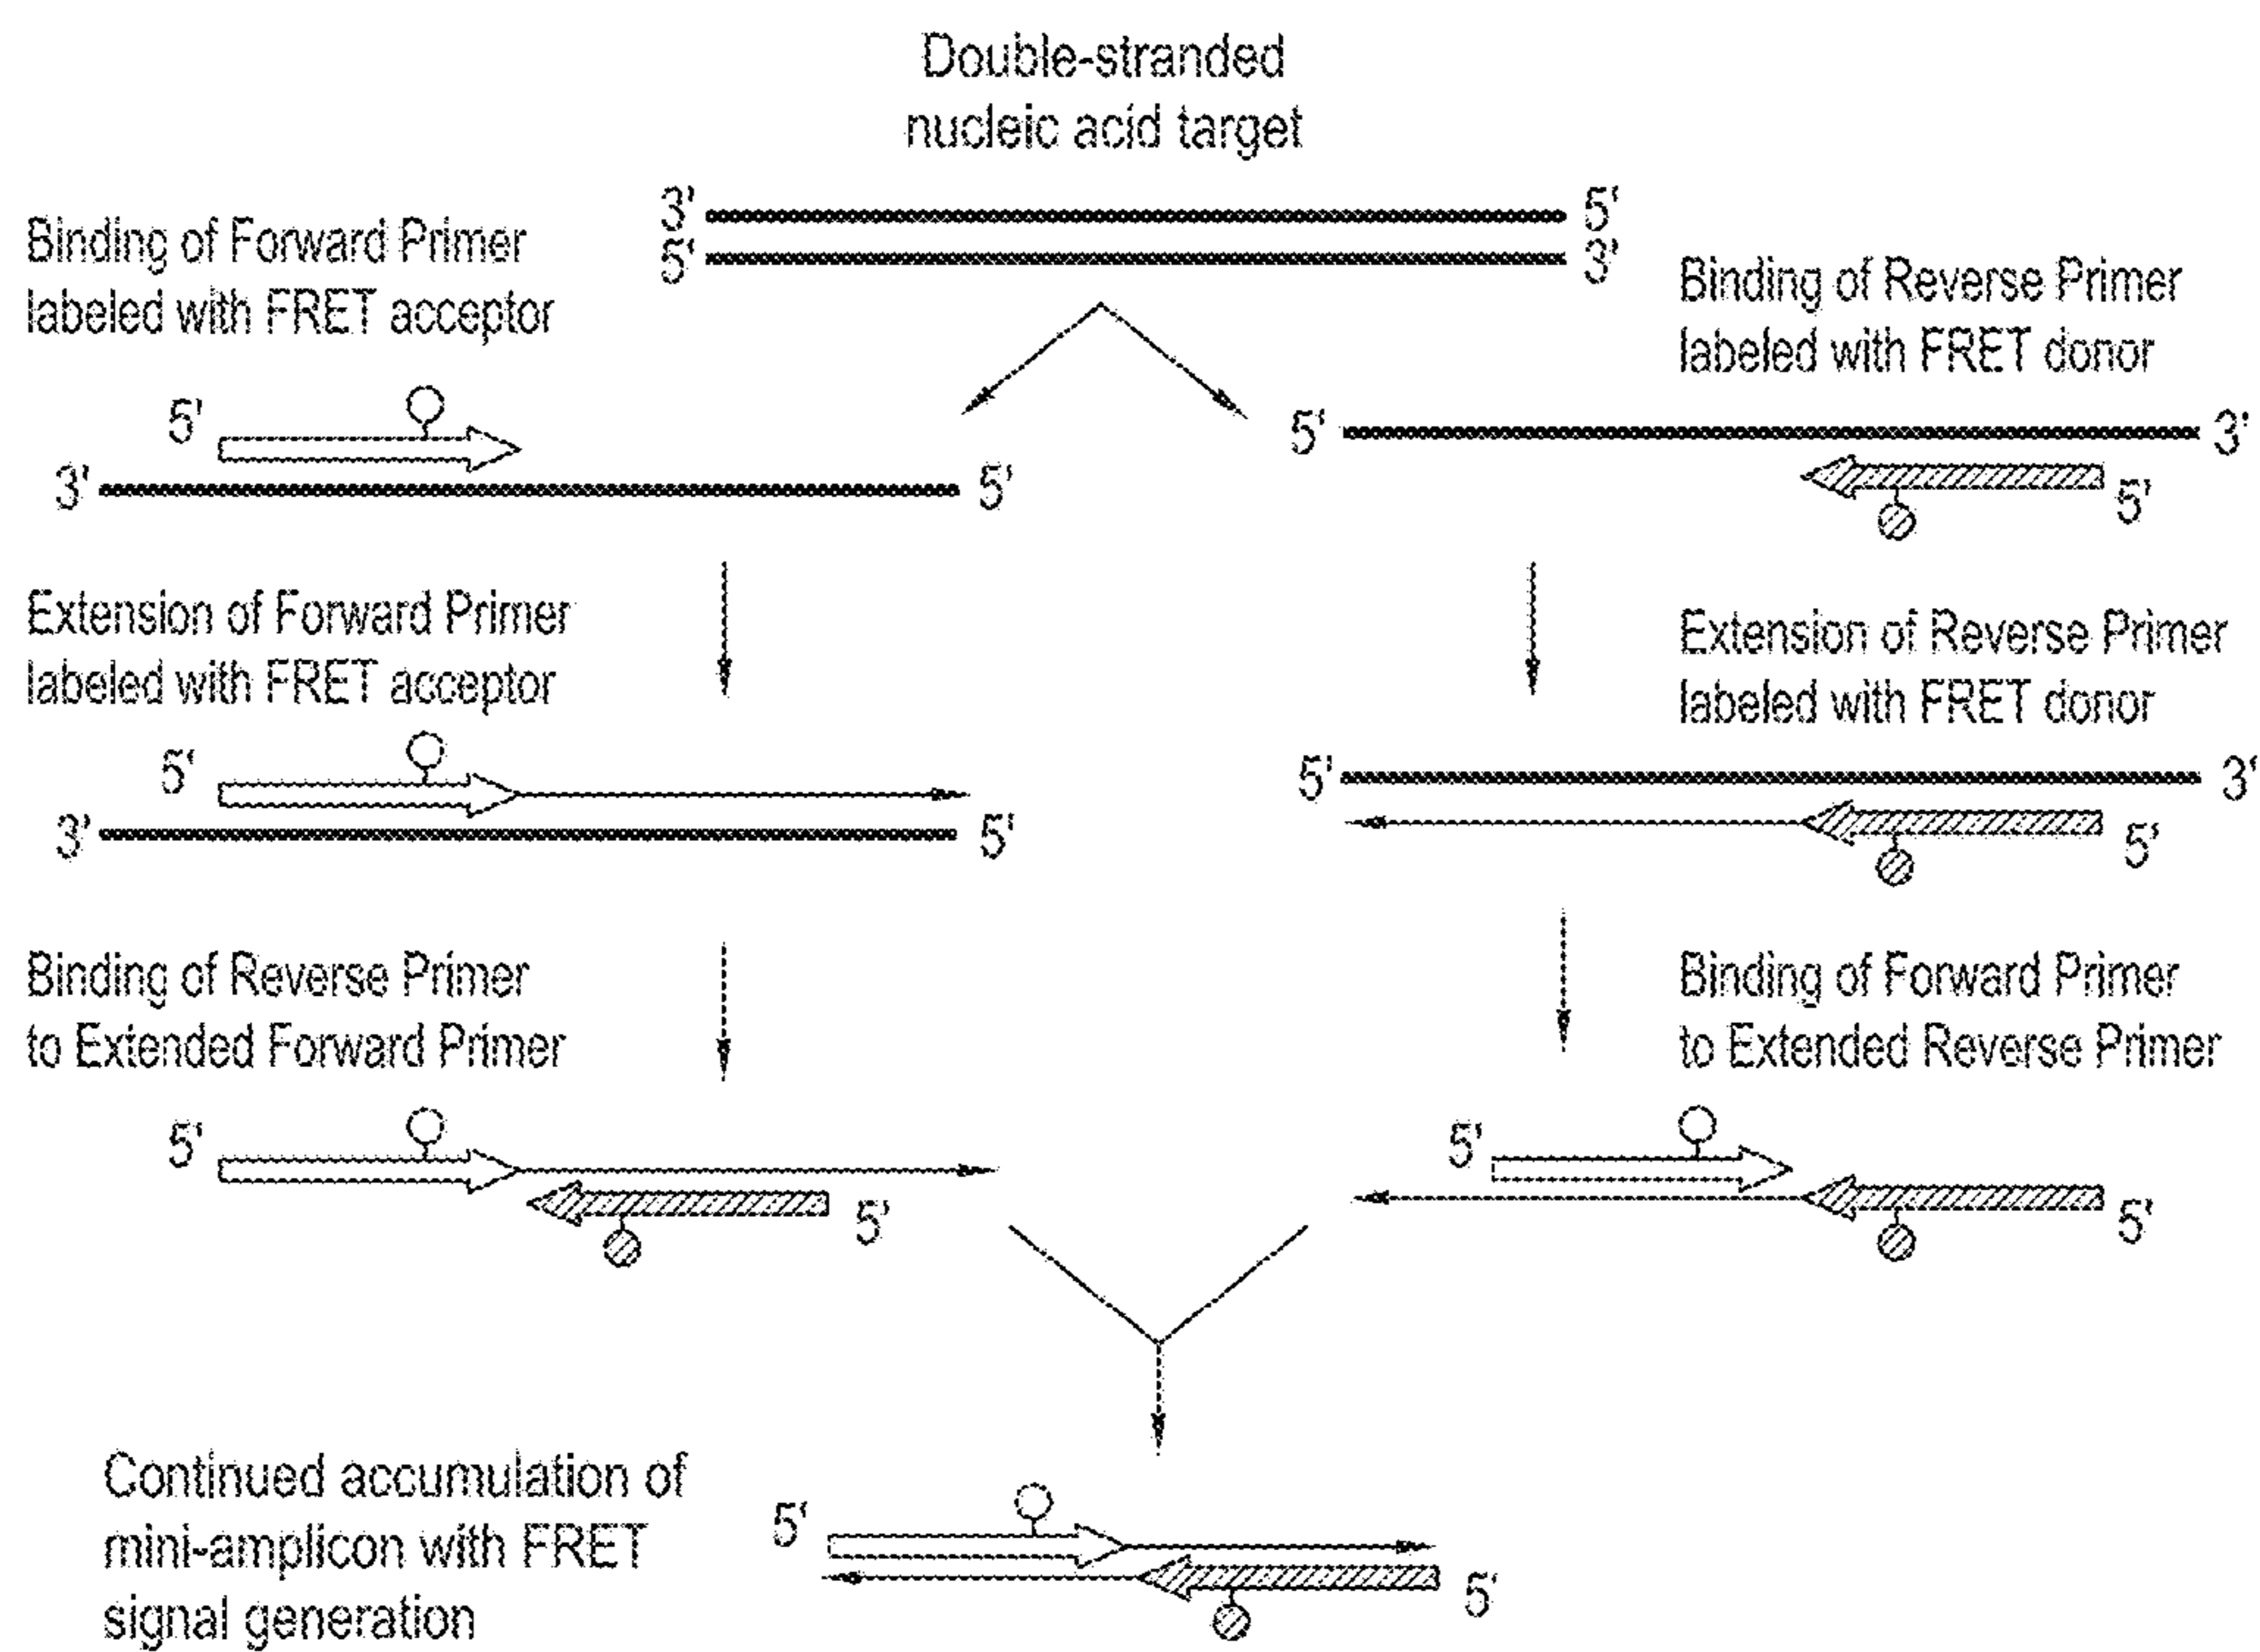 Double-stranded
nucleic acid target
3' 5'
5' 3'
Binding of Forward Primer
labeled with FRET acceptor
Binding of Reverse Primer
labeled with FRET donor
5'
3' 5'
5' 3'
5'
Extension of Forward Primer
labeled with FRET acceptor
Extension of Reverse Primer
labeled with FRET donor
5'
3' 5'
5' 3'
5'
Binding of Reverse Primer
to Extended Forward Primer
Binding of Forward Primer
to Extended Reverse Primer
5'
5'
5'
5'
Continued accumulation of
mini-amplicon with FRET
signal generation
5'
5'